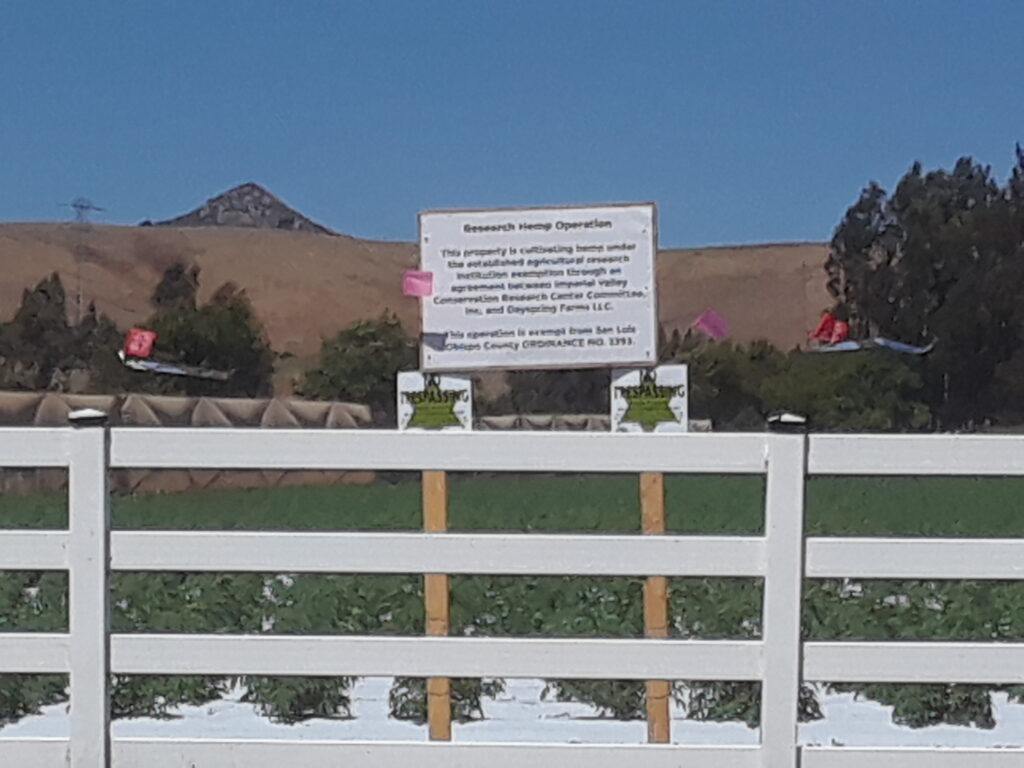 Research Hemp Operation
This property is cultivating hemp under
the established agricultural research
institution exemption through an
agreement between Imperial Valley
Conservation Research Center Committee,
Inc, and Dayspring Farms LLC.
This operation is exempt from San Luis
Obispo County ORDINANCE NO. 3393.
NO
TRESPASSING
NO
TRESPASSING